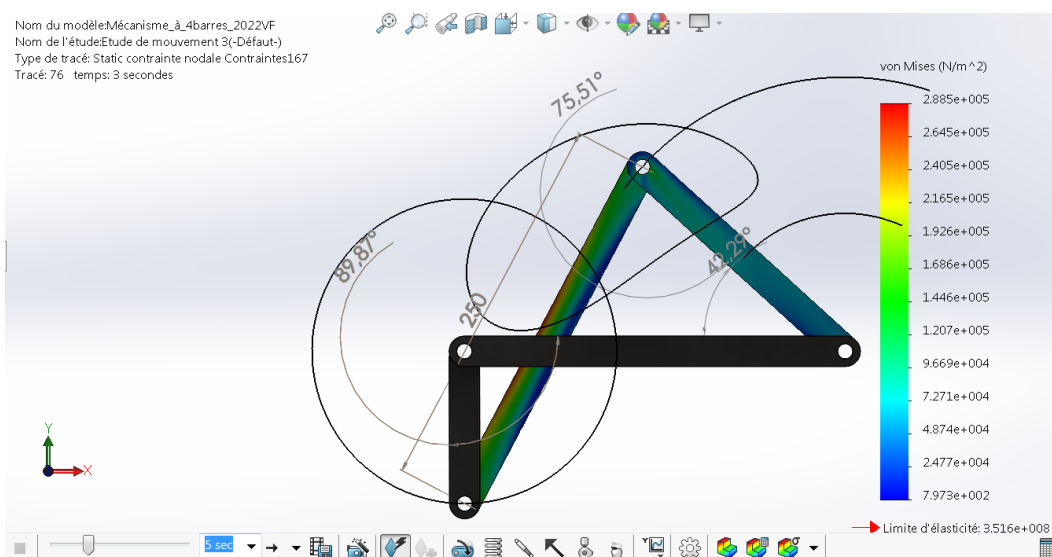 Nom du modèle:Mécanisme_à_4barres_2022VF
Nom de l'étude:Etude de mouvement 3(-Défaut-)
Type de tracé: Static contrainte nodale Contraintes167
Tracé: 76 temps: 3 secondes
von Mises (N/m^2)
2.885e+005
2.645e+005
2.405e+005
2.165e+005
1.926e+005
1.686e+005
1.446e+005
1.207e+005
9.669e+004
7.271e+004
4.874e+004
2.477e+004
7.973e+002
Limite d'élasticité: 3.516e+008
75,51°
89,87°
42,29°
250
Y
X
5 sec